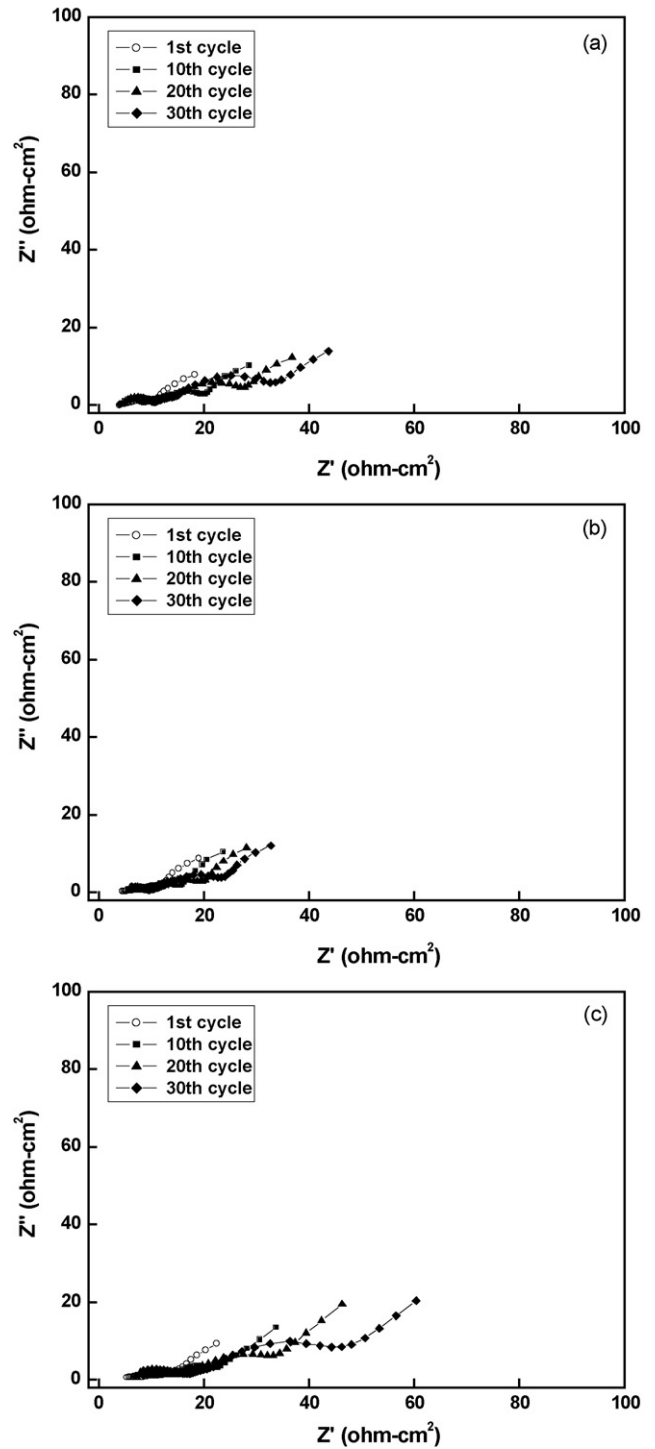 100
80
60
40
20
0
Z'' (ohm-cm²)
1st cycle
10th cycle
20th cycle
30th cycle
(a)
0 20 40 60 80 100
Z' (ohm-cm²)
100
80
60
40
20
0
Z'' (ohm-cm²)
1st cycle
10th cycle
20th cycle
30th cycle
(b)
0 20 40 60 80 100
Z' (ohm-cm²)
100
80
60
40
20
0
Z'' (ohm-cm²)
1st cycle
10th cycle
20th cycle
30th cycle
(c)
0 20 40 60 80 100
Z' (ohm-cm²)